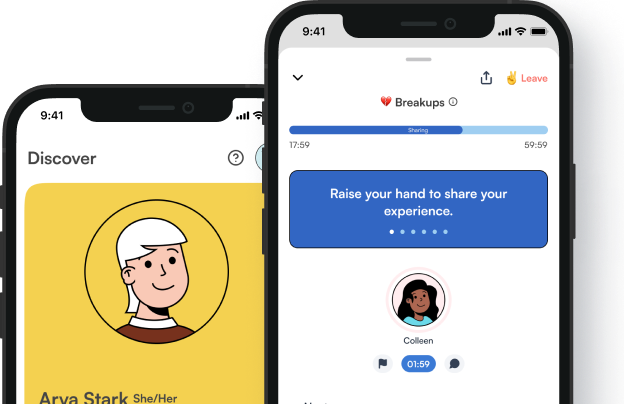 9:41
Discover
Arya Stark She/Her
9:41
Leave
Breakups
Sharing
17:59 59:59
Raise your hand to share your
experience.
Colleen
01:59